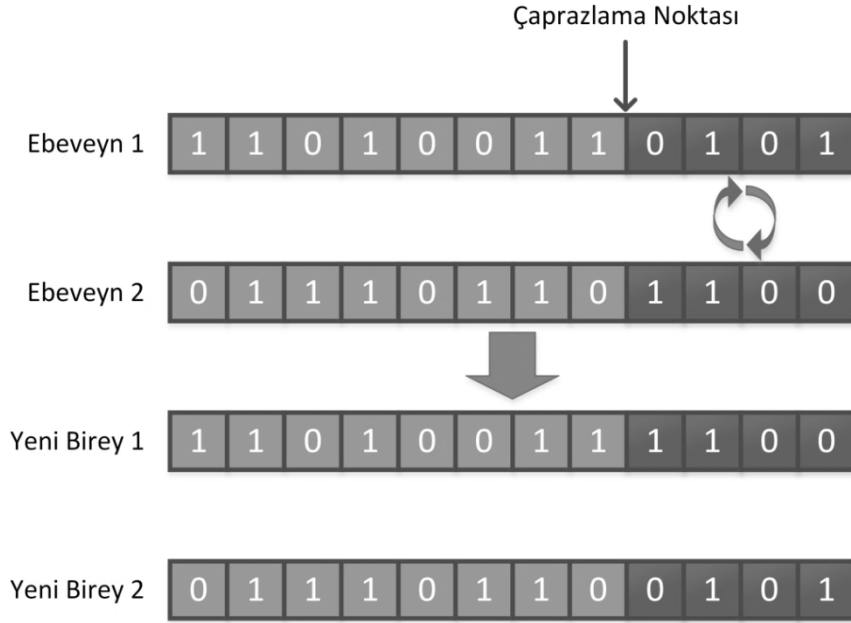 Çaprazlama Noktası
Ebeveyn 1 1 1 0 1 0 0 1 1 0 1 0 1
Ebeveyn 2 0 1 1 1 0 1 1 0 1 1 0 0
Yeni Birey 1 1 1 0 1 0 0 1 1 1 1 0 0
Yeni Birey 2 0 1 1 1 0 1 1 0 0 1 0 1